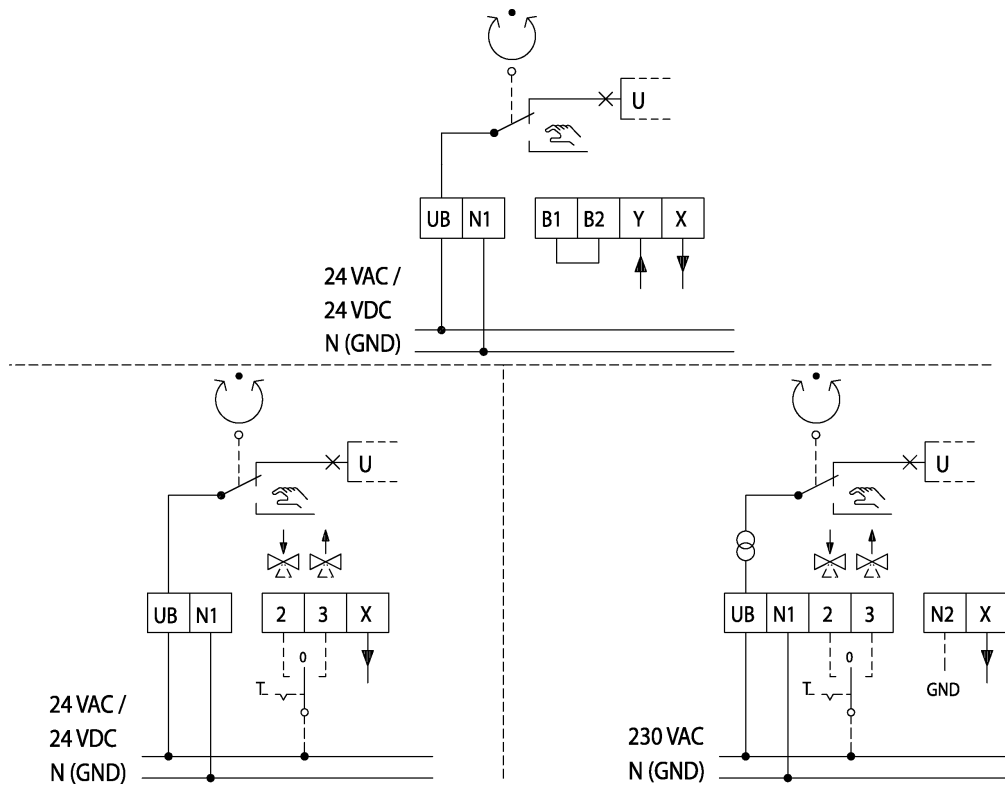 U
UB N1 B1 B2 Y X
24 VAC /
24 VDC
N (GND)
U
UB N1 2 3 X
0
24 VAC /
24 VDC
N (GND)
U
UB N1 2 3 N2 X
0
GND
230 VAC
N (GND)